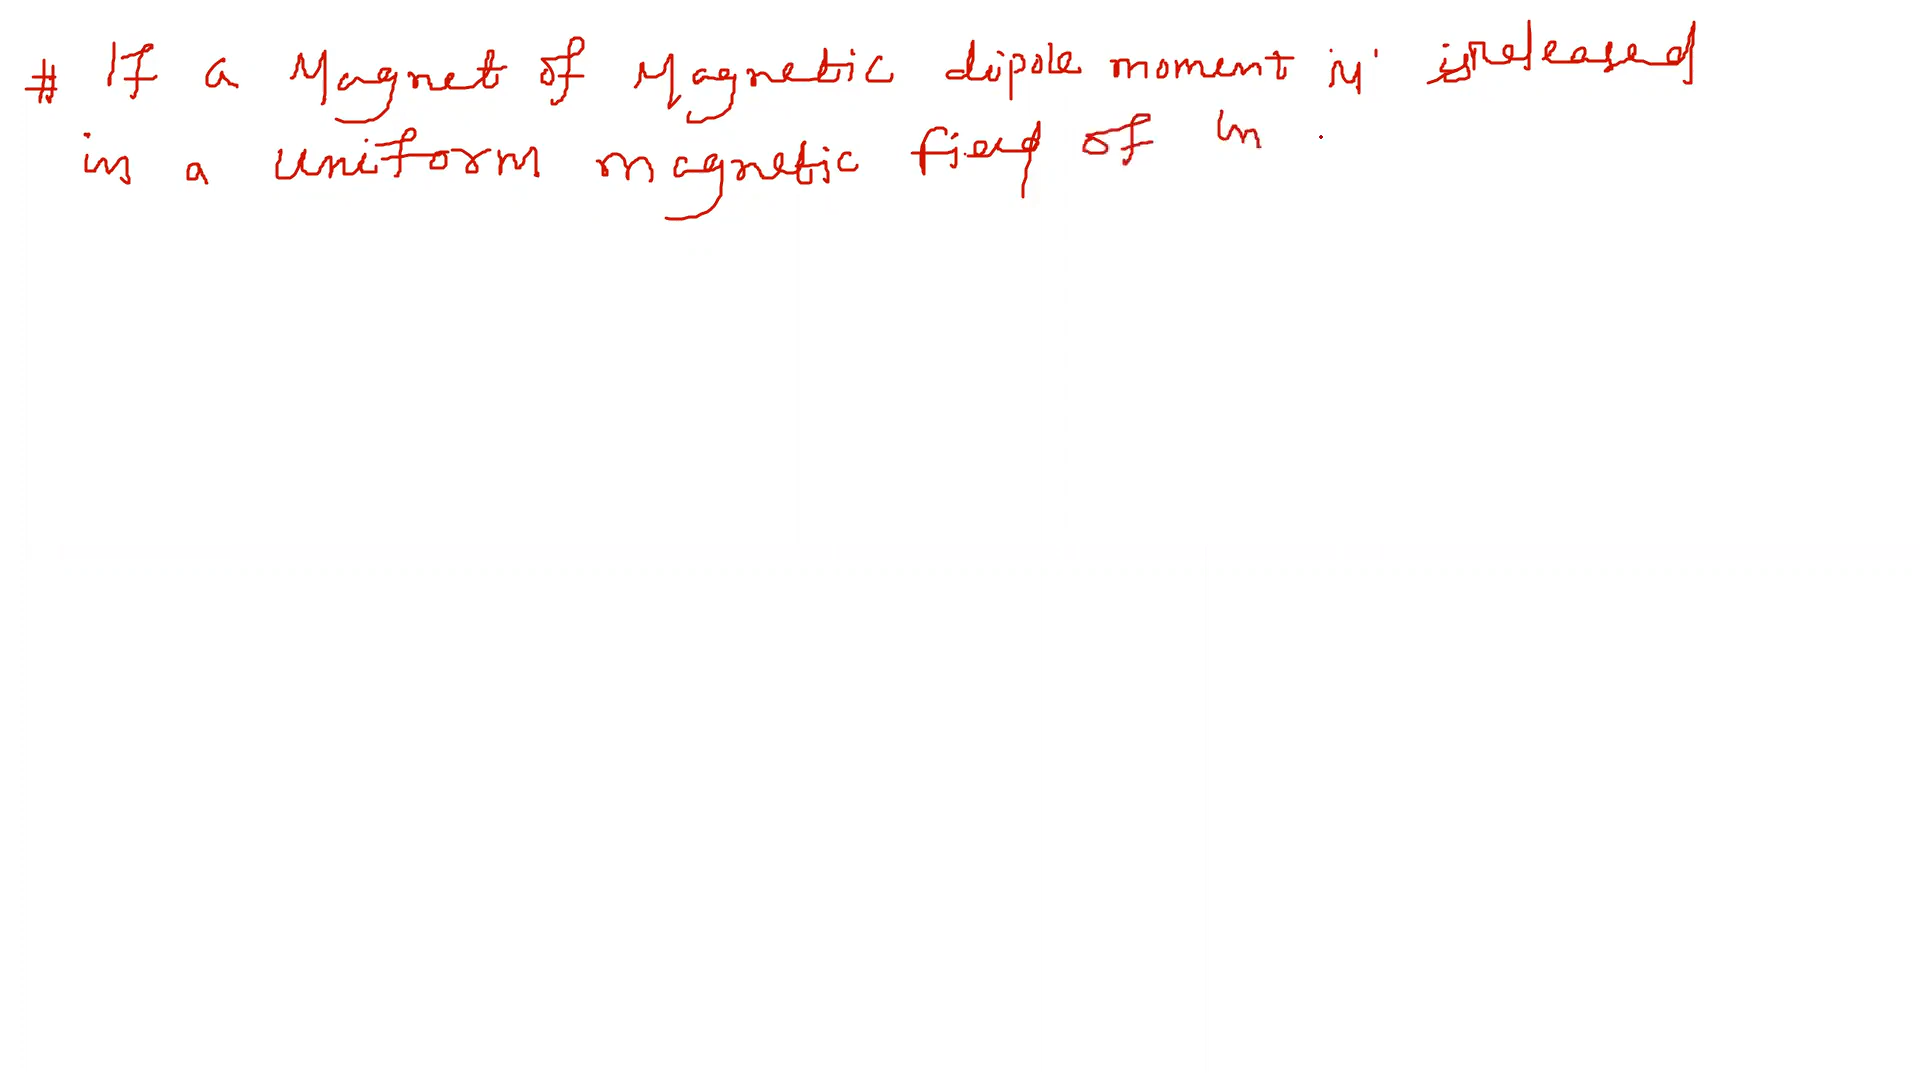 # If a Magnet of Magnetic dipole moment 'M' is released
in a uniform magnetic field of in